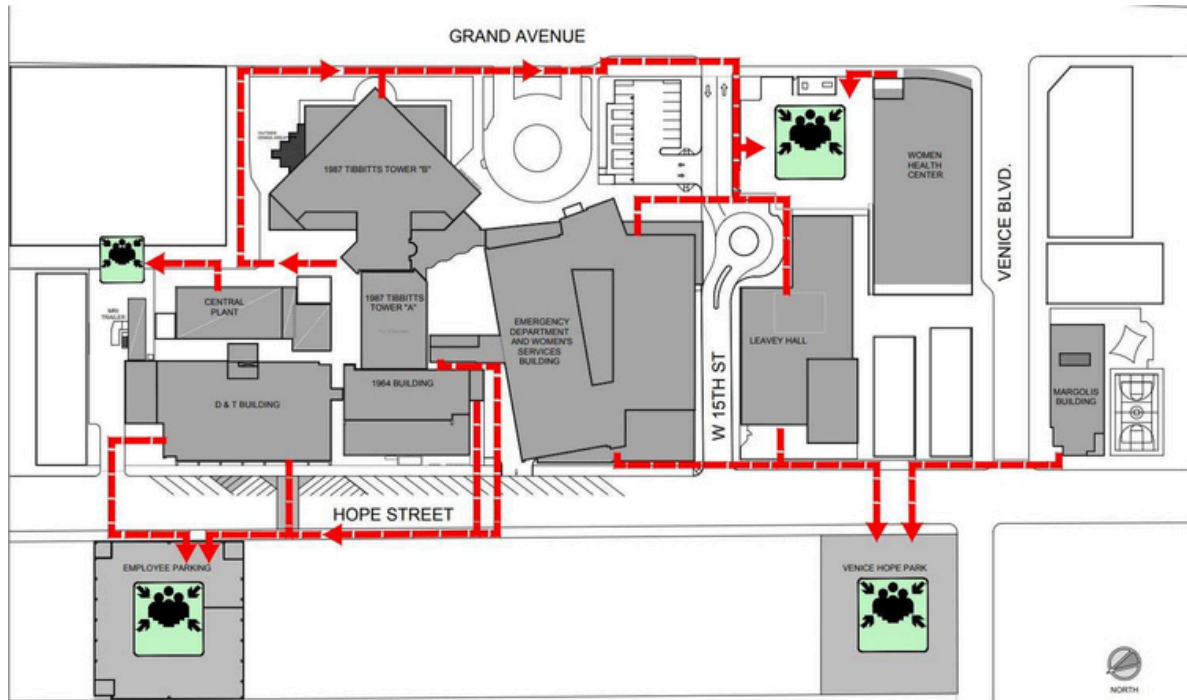 GRAND AVENUE
1987 TIBBITTS TOWER "B"
WOMEN
HEALTH
CENTER
VENICE BLVD.
CENTRAL
PLANT
MRI
TRAILER
1987 TIBBITTS
TOWER "A"
EMERGENCY
DEPARTMENT
AND WOMEN'S
SERVICES
BUILDING
LEAVEY HALL
W 15TH ST
D & T BUILDING
1964 BUILDING
MARGOLIS
BUILDING
HOPE STREET
EMPLOYEE PARKING
VENICE HOPE PARK
NORTH